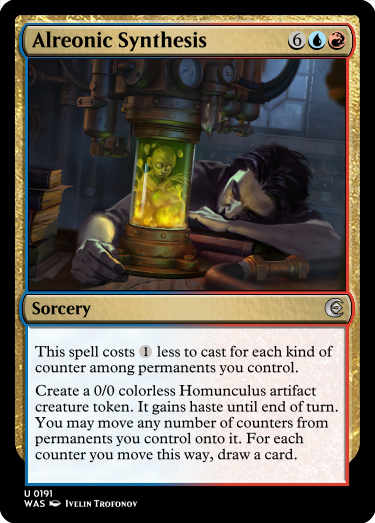 Alreonic Synthesis 6
Sorcery
This spell costs 1 less to cast for each kind of
counter among permanents you control.
Create a 0/0 colorless Homunculus artifact
creature token. It gains haste until end of turn.
You may move any number of counters from
permanents you control onto it. For each
counter you move this way, draw a card.
U 0191
WAS Ivelin Trofonov